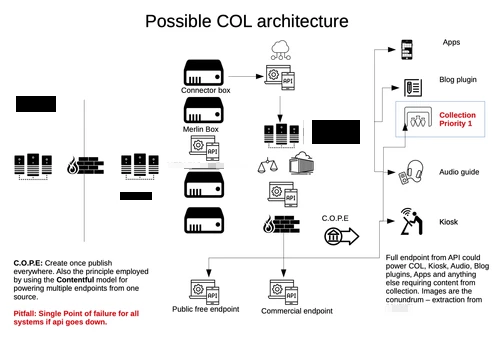 Possible COL architecture
Apps
Connector box
API
Blog plugin
Collection
Priority 1
Merlin Box
API
Audio guide
API
C.O.P.E
Kiosk
C.O.P.E: Create once publish
everywhere. Also the principle employed
by using the Contentful model for
powering multiple endpoints from one
source.
Pitfall: Single Point of failure for all
systems if api goes down.
API
Public free endpoint
API
Commercial endpoint
Full endpoint from API could
power COL, Kiosk, Audio, Blog
plugins, Apps and anything
else requiring content from
collection. Images are the
conundrum – extraction from